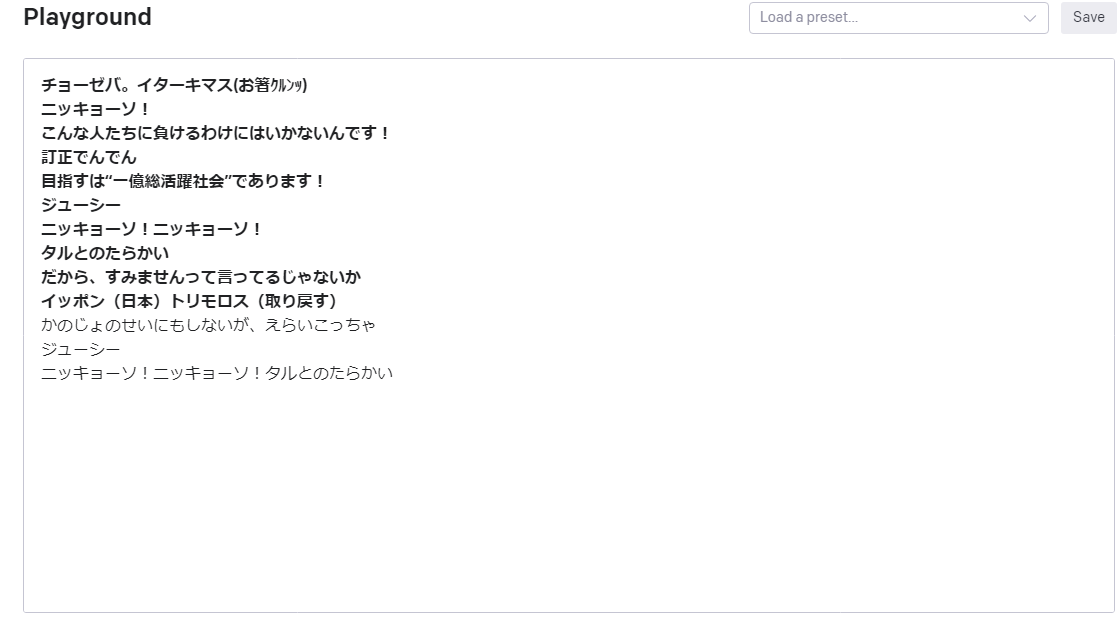 Playground
Load a preset...
Save
チョーゼバ。イターキマス(お箸ｸﾙﾝｯ)
ニッキョーソ！
こんな人たちに負けるわけにはいかないんです！
訂正でんでん
目指すは“一億総活躍社会”であります！
ジューシー
ニッキョーソ！ニッキョーソ！
タルとのたらかい
だから、すみませんって言ってるじゃないか
イッポン（日本）トリモロス（取り戻す）
かのじょのせいにもしないが、えらいこっちゃ
ジューシー
ニッキョーソ！ニッキョーソ！タルとのたらかい